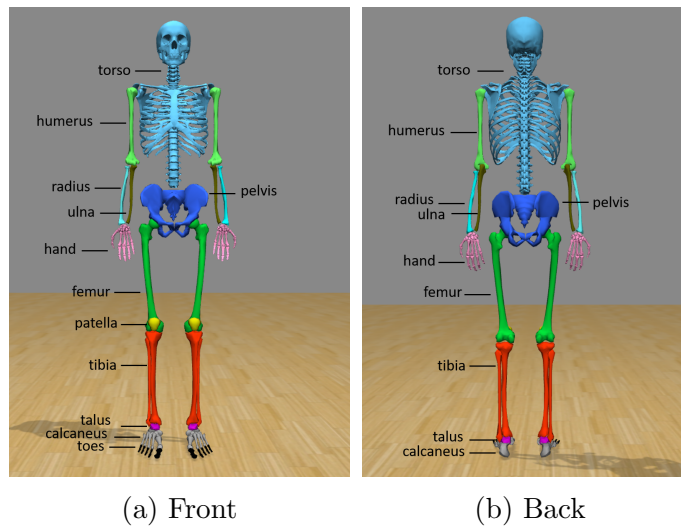 torso
humerus
radius
pelvis
ulna
hand
femur
patella
tibia
talus
calcaneus
toes
(a) Front
torso
humerus
radius
pelvis
ulna
hand
femur
tibia
talus
calcaneus
(b) Back